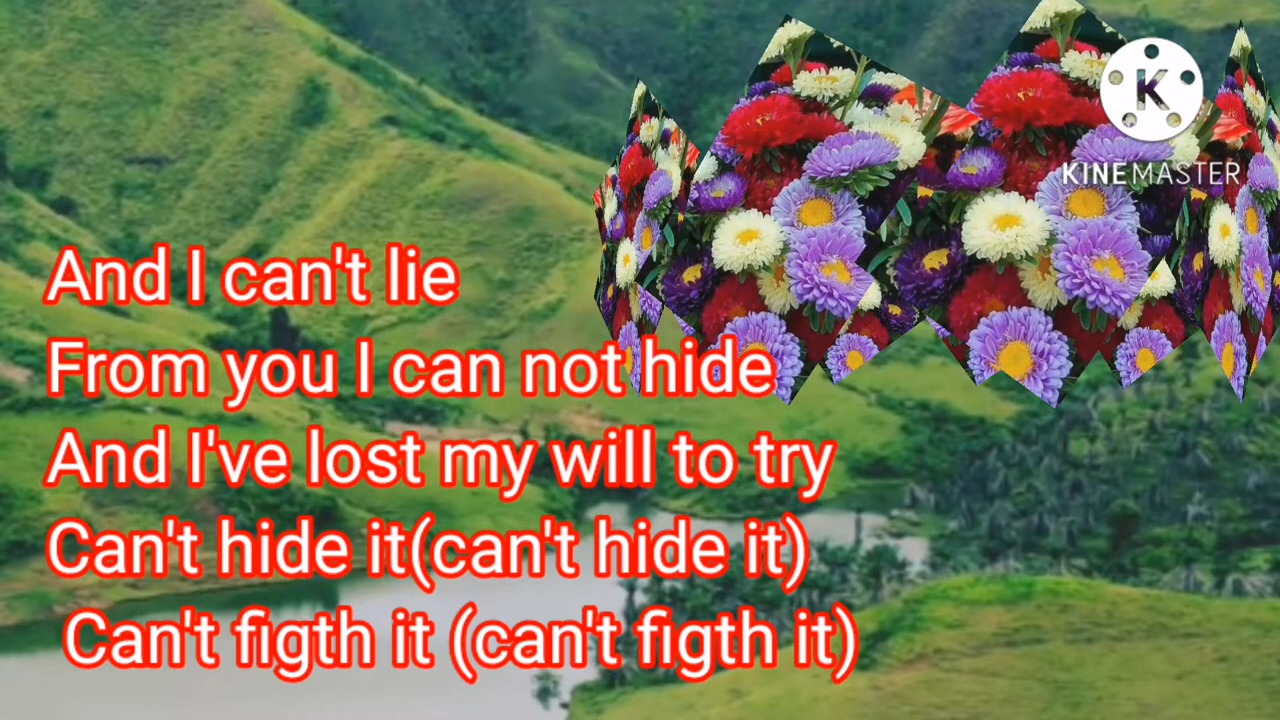 K
KINEMASTER
And I can't lie
From you I can not hide
And I've lost my will to try
Can't hide it(can't hide it)
Can't figth it (can't figth it)